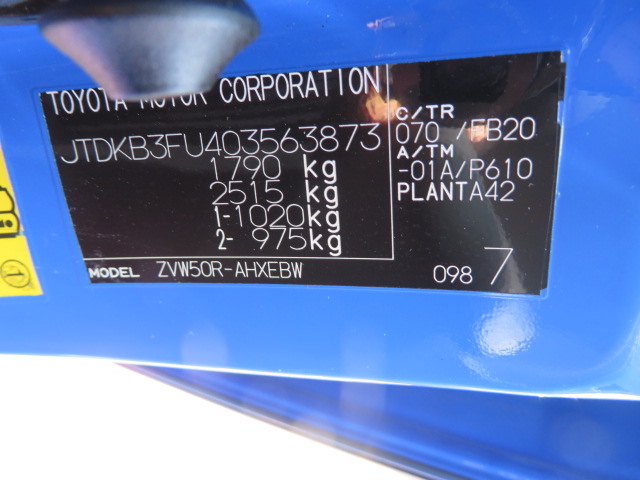 TOYOTA MOTOR CORPORATION
JTDKB3FU403563873
1790 kg
2515 kg
1-1020kg
2- 975kg
MODEL ZVW50R-AHXEBW
C/TR
070 /EB20
A/TM
-01A/P610
PLANTA42
098 7